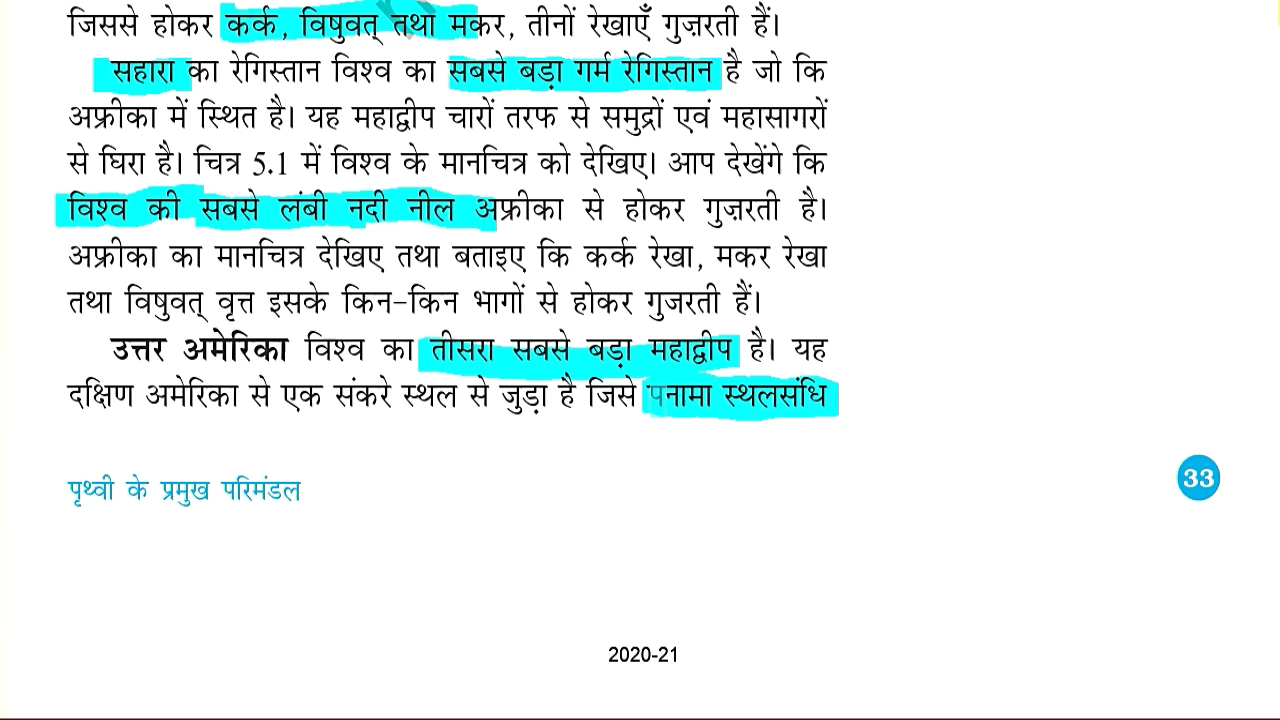 जिससे होकर कर्क, विषुवत् तथा मकर, तीनों रेखाएँ गुज़रती हैं।
सहारा का रेगिस्तान विश्व का सबसे बड़ा गर्म रेगिस्तान है जो कि
अफ्रीका में स्थित है। यह महाद्वीप चारों तरफ से समुद्रों एवं महासागरों
से घिरा है। चित्र 5.1 में विश्व के मानचित्र को देखिए। आप देखेंगे कि
विश्व की सबसे लंबी नदी नील अफ्रीका से होकर गुज़रती है।
अफ्रीका का मानचित्र देखिए तथा बताइए कि कर्क रेखा, मकर रेखा
तथा विषुवत् वृत्त इसके किन-किन भागों से होकर गुजरती हैं।
उत्तर अमेरिका विश्व का तीसरा सबसे बड़ा महाद्वीप है। यह
दक्षिण अमेरिका से एक संकरे स्थल से जुड़ा है जिसे पनामा स्थलसंधि
पृथ्वी के प्रमुख परिमंडल
33
2020-21